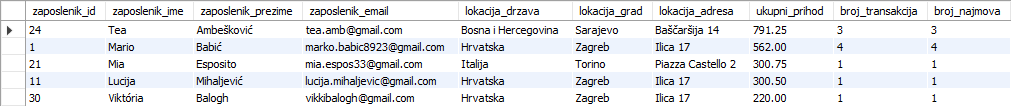 zaposlenik_id zaposlenik_ime zaposlenik_prezime zaposlenik_email lokacija_drzava lokacija_grad lokacija_adresa ukupni_prihod broj_transakcija broj_najmova
24 Tea Ambešković tea.amb@gmail.com Bosna i Hercegovina Sarajevo Baščaršija 14 791.25 3 3
1 Mario Babić marko.babic8923@gmail.com Hrvatska Zagreb Ilica 17 562.00 4 4
21 Mia Esposito mia.espos33@gmail.com Italija Torino Piazza Castello 2 300.75 1 1
11 Lucija Mihaljević lucija.mihaljevic@gmail.com Hrvatska Zagreb Ilica 17 300.50 1 1
30 Viktória Balogh vikkibalogh@gmail.com Hrvatska Zagreb Ilica 17 220.00 1 1